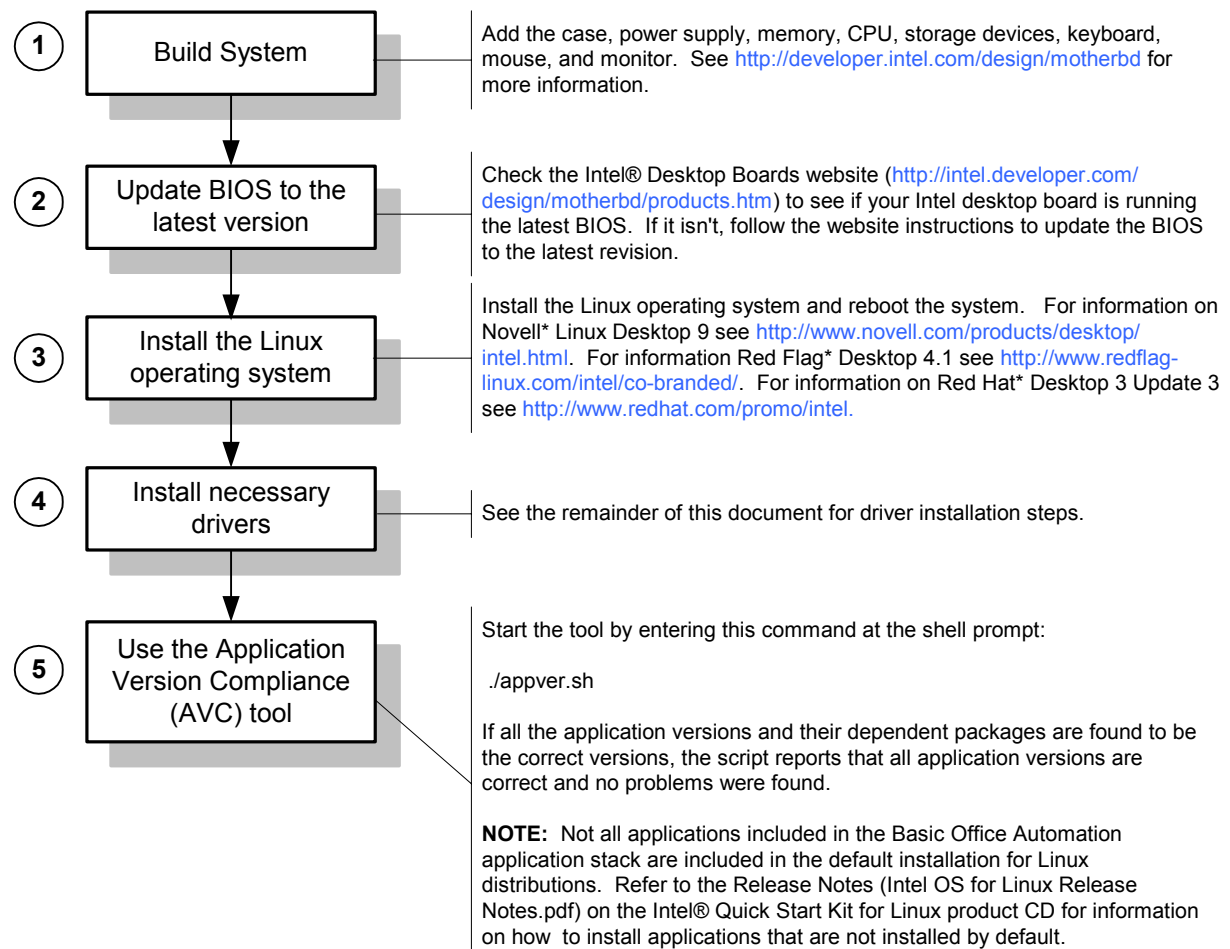 1
Build System
Add the case, power supply, memory, CPU, storage devices, keyboard,
mouse, and monitor.  See http://developer.intel.com/design/motherbd for
more information.
2
Update BIOS to the
latest version
Check the Intel® Desktop Boards website (http://intel.developer.com/
design/motherbd/products.htm) to see if your Intel desktop board is running
the latest BIOS.  If it isn't, follow the website instructions to update the BIOS
to the latest revision.
3
Install the Linux
operating system
Install the Linux operating system and reboot the system.   For information on
Novell* Linux Desktop 9 see http://www.novell.com/products/desktop/
intel.html.  For information Red Flag* Desktop 4.1 see http://www.redflag-
linux.com/intel/co-branded/.  For information on Red Hat* Desktop 3 Update 3
see http://www.redhat.com/promo/intel.
4
Install necessary
drivers
See the remainder of this document for driver installation steps.
5
Use the Application
Version Compliance
(AVC) tool
Start the tool by entering this command at the shell prompt:
./appver.sh
If all the application versions and their dependent packages are found to be
the correct versions, the script reports that all application versions are
correct and no problems were found.
NOTE:  Not all applications included in the Basic Office Automation
application stack are included in the default installation for Linux
distributions.  Refer to the Release Notes (Intel OS for Linux Release
Notes.pdf) on the Intel® Quick Start Kit for Linux product CD for information
on how  to install applications that are not installed by default.